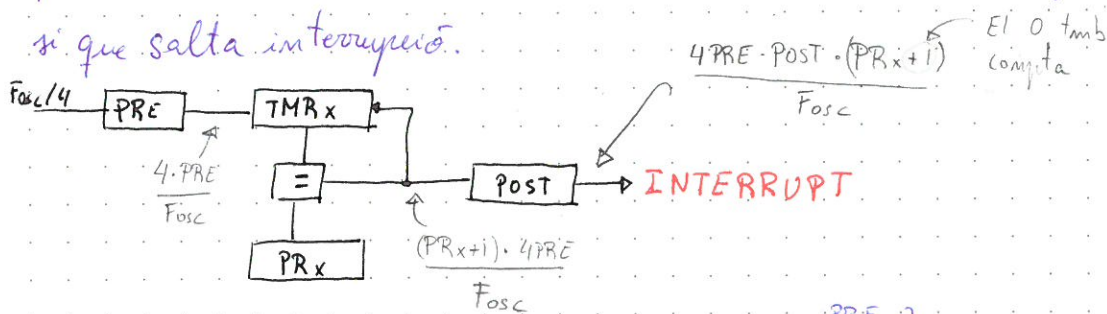 si que salta interrupció.
El 0 tmb
compta
4PRE·POST·(PRx+1)
Fosc
Fosc/4
PRE
TMRx
4·PRE
Fosc
=
POST
INTERRUPT
PRx
(PRx+1)·4PRE
Fosc